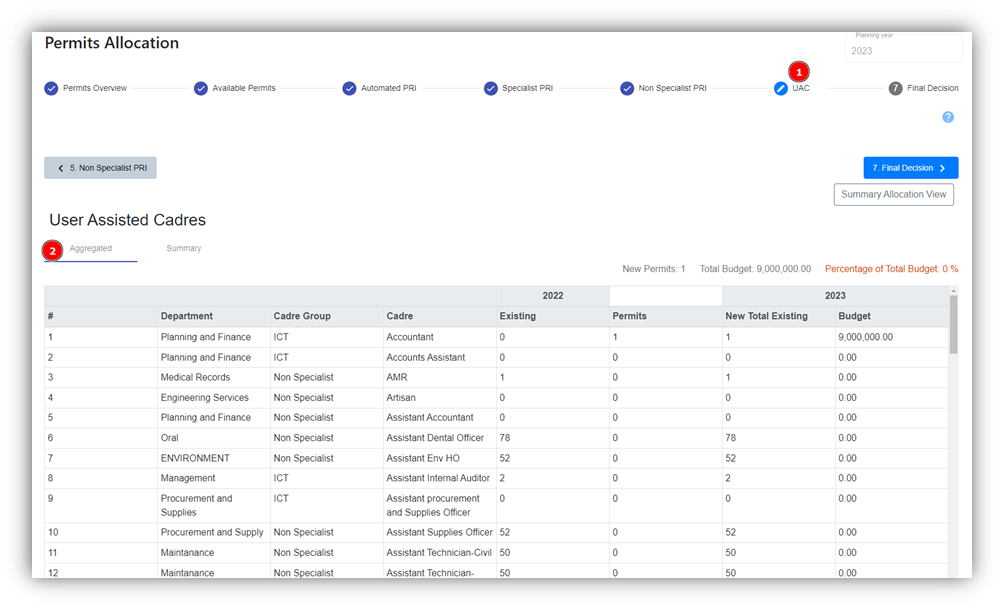 Permits Allocation
Planning year
2023
1
Permits Overview Available Permits Automated PRI Specialist PRI Non Specialist PRI UAC 7 Final Decision
?
5. Non Specialist PRI
7. Final Decision
Summary Allocation View
User Assisted Cadres
2 Aggregated Summary
New Permits: 1 Total Budget: 9,000,000.00 Percentage of Total Budget: 0 %
2022 2023
# Department Cadre Group Cadre Existing Permits New Total Existing Budget
1 Planning and Finance ICT Accountant 0 1 1 9,000,000.00
2 Planning and Finance ICT Accounts Assistant 0 0 0 0.00
3 Medical Records Non Specialist AMR 1 0 1 0.00
4 Engineering Services Non Specialist Artisan 0 0 0 0.00
5 Planning and Finance Non Specialist Assistant Accountant 0 0 0 0.00
6 Oral Non Specialist Assistant Dental Officer 78 0 78 0.00
7 ENVIRONMENT Non Specialist Assistant Env HO 52 0 52 0.00
8 Management ICT Assistant Internal Auditor 2 0 2 0.00
9 Procurement and ICT Assistant procurement 0 0 0 0.00
Supplies and Supplies Officer
10 Procurement and Supply Non Specialist Assistant Supplies Officer 52 0 52 0.00
11 Maintanance Non Specialist Assistant Technician-Civil 50 0 50 0.00
12 Maintanance Non Specialist Assistant Technician- 50 0 50 0.00